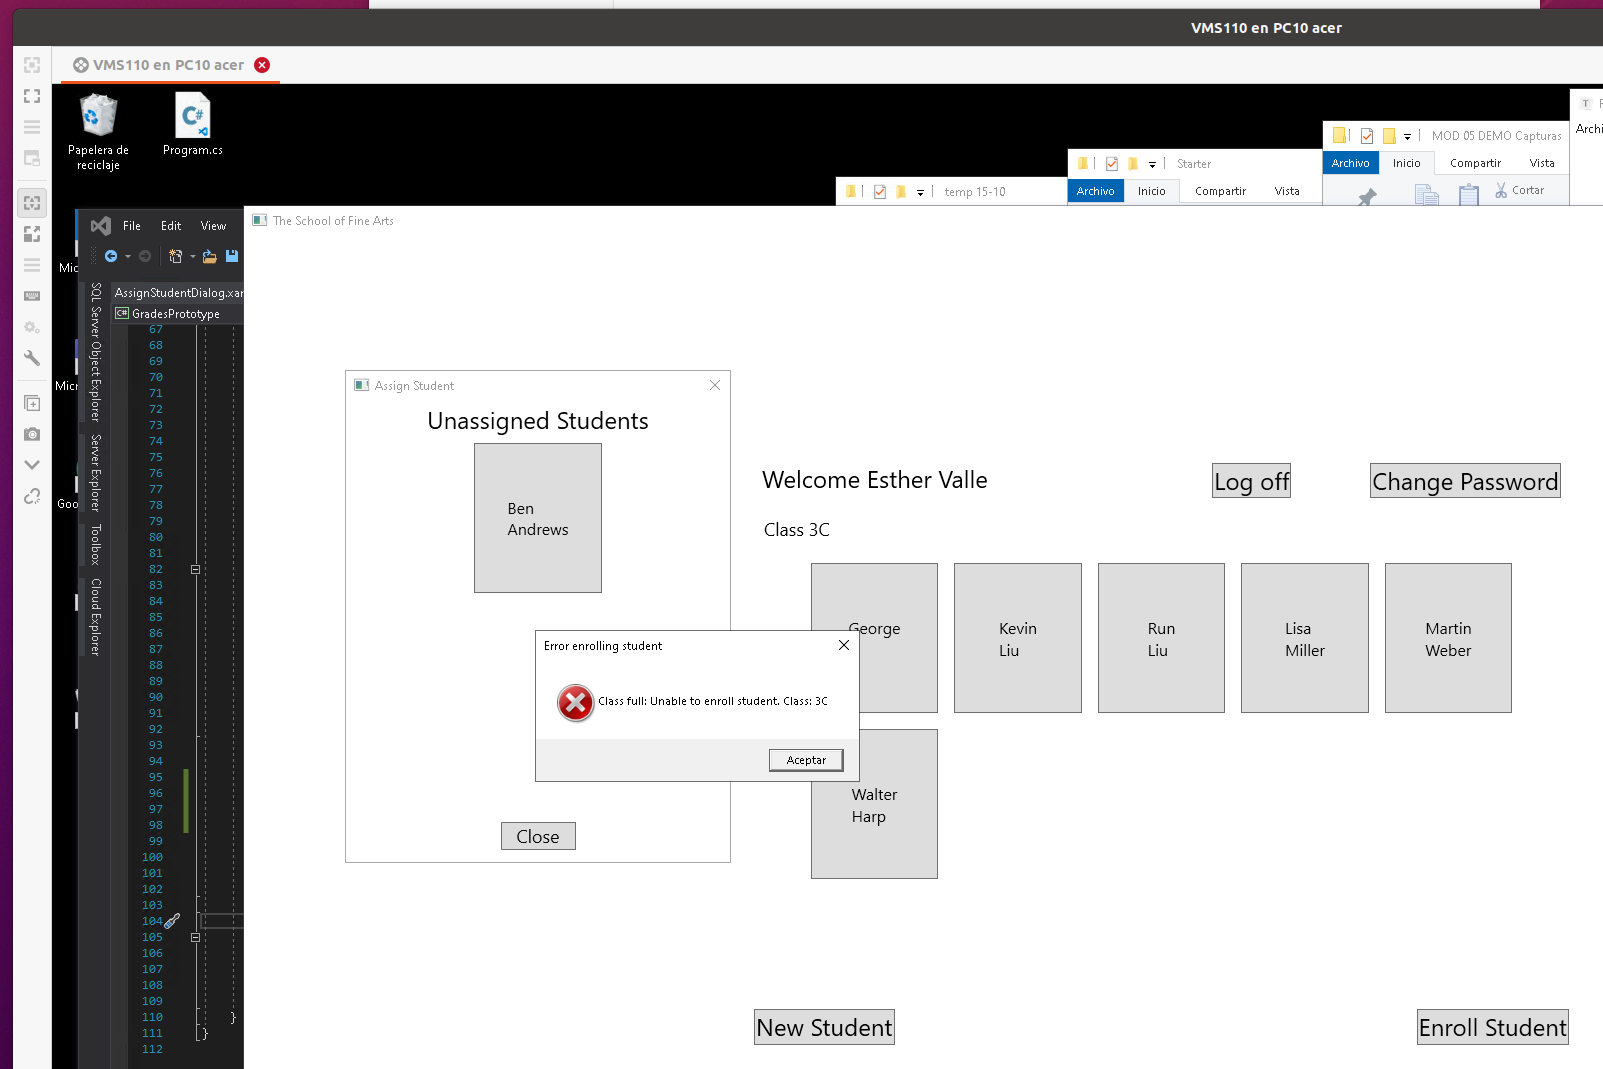 VMS110 en PC10 acer
VMS110 en PC10 acer
Papelera de
reciclaje
Program.cs
MOD 05 DEMO Capturas
Archivo Inicio Compartir Vista
Cortar
Starter
Archivo Inicio Compartir Vista
temp 15-10
Archi
T
F
The School of Fine Arts
File Edit View
Mic
Micr
Goo
SQL Server Object Explorer
Server Explorer
Toolbox
Cloud Explorer
AssignStudentDialog.xar
C# GradesPrototype
67
68
69
70
71
72
73
74
75
76
77
78
79
80
81
82
83
84
85
86
87
88
89
90
91
92
93
94
95
96
97
98
99
100
101
102
103
104
105
106
107
108
109
110 }
111 }
112
Assign Student
Unassigned Students
Ben
Andrews
Close
Error enrolling student
Class full: Unable to enroll student. Class: 3C
Aceptar
Welcome Esther Valle
Log off
Change Password
Class 3C
George
Kevin
Liu
Run
Liu
Lisa
Miller
Martin
Weber
Walter
Harp
New Student
Enroll Student